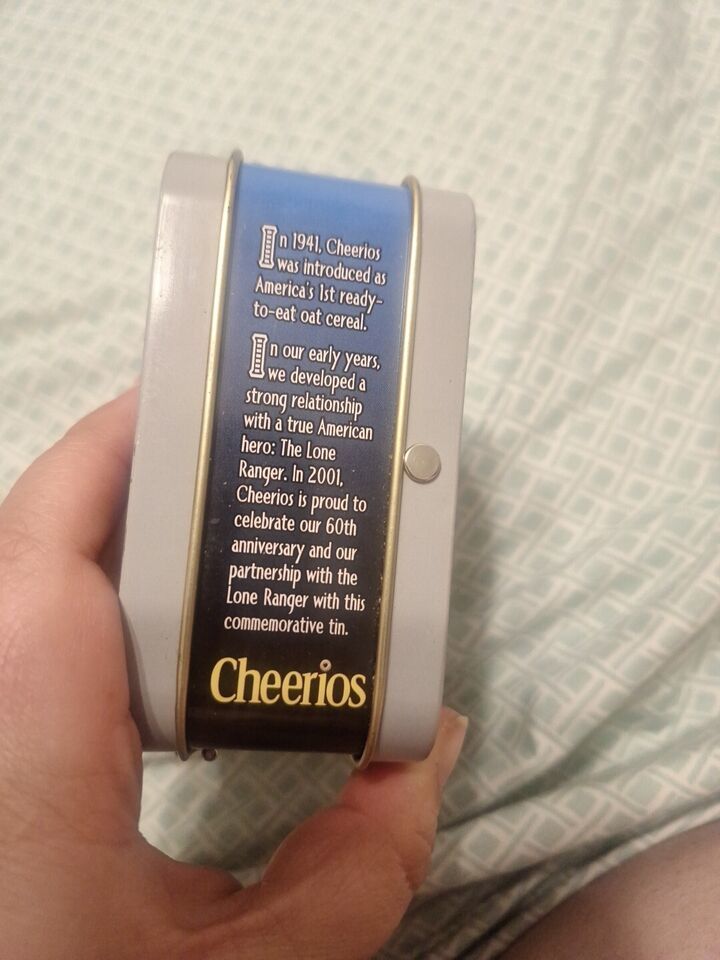 In 1941, Cheerios
was introduced as
America's 1st ready-
to-eat oat cereal.
In our early years,
we developed a
strong relationship
with a true American
hero: The Lone
Ranger. In 2001,
Cheerios is proud to
celebrate our 60th
anniversary and our
partnership with the
Lone Ranger with this
commemorative tin.
Cheerios